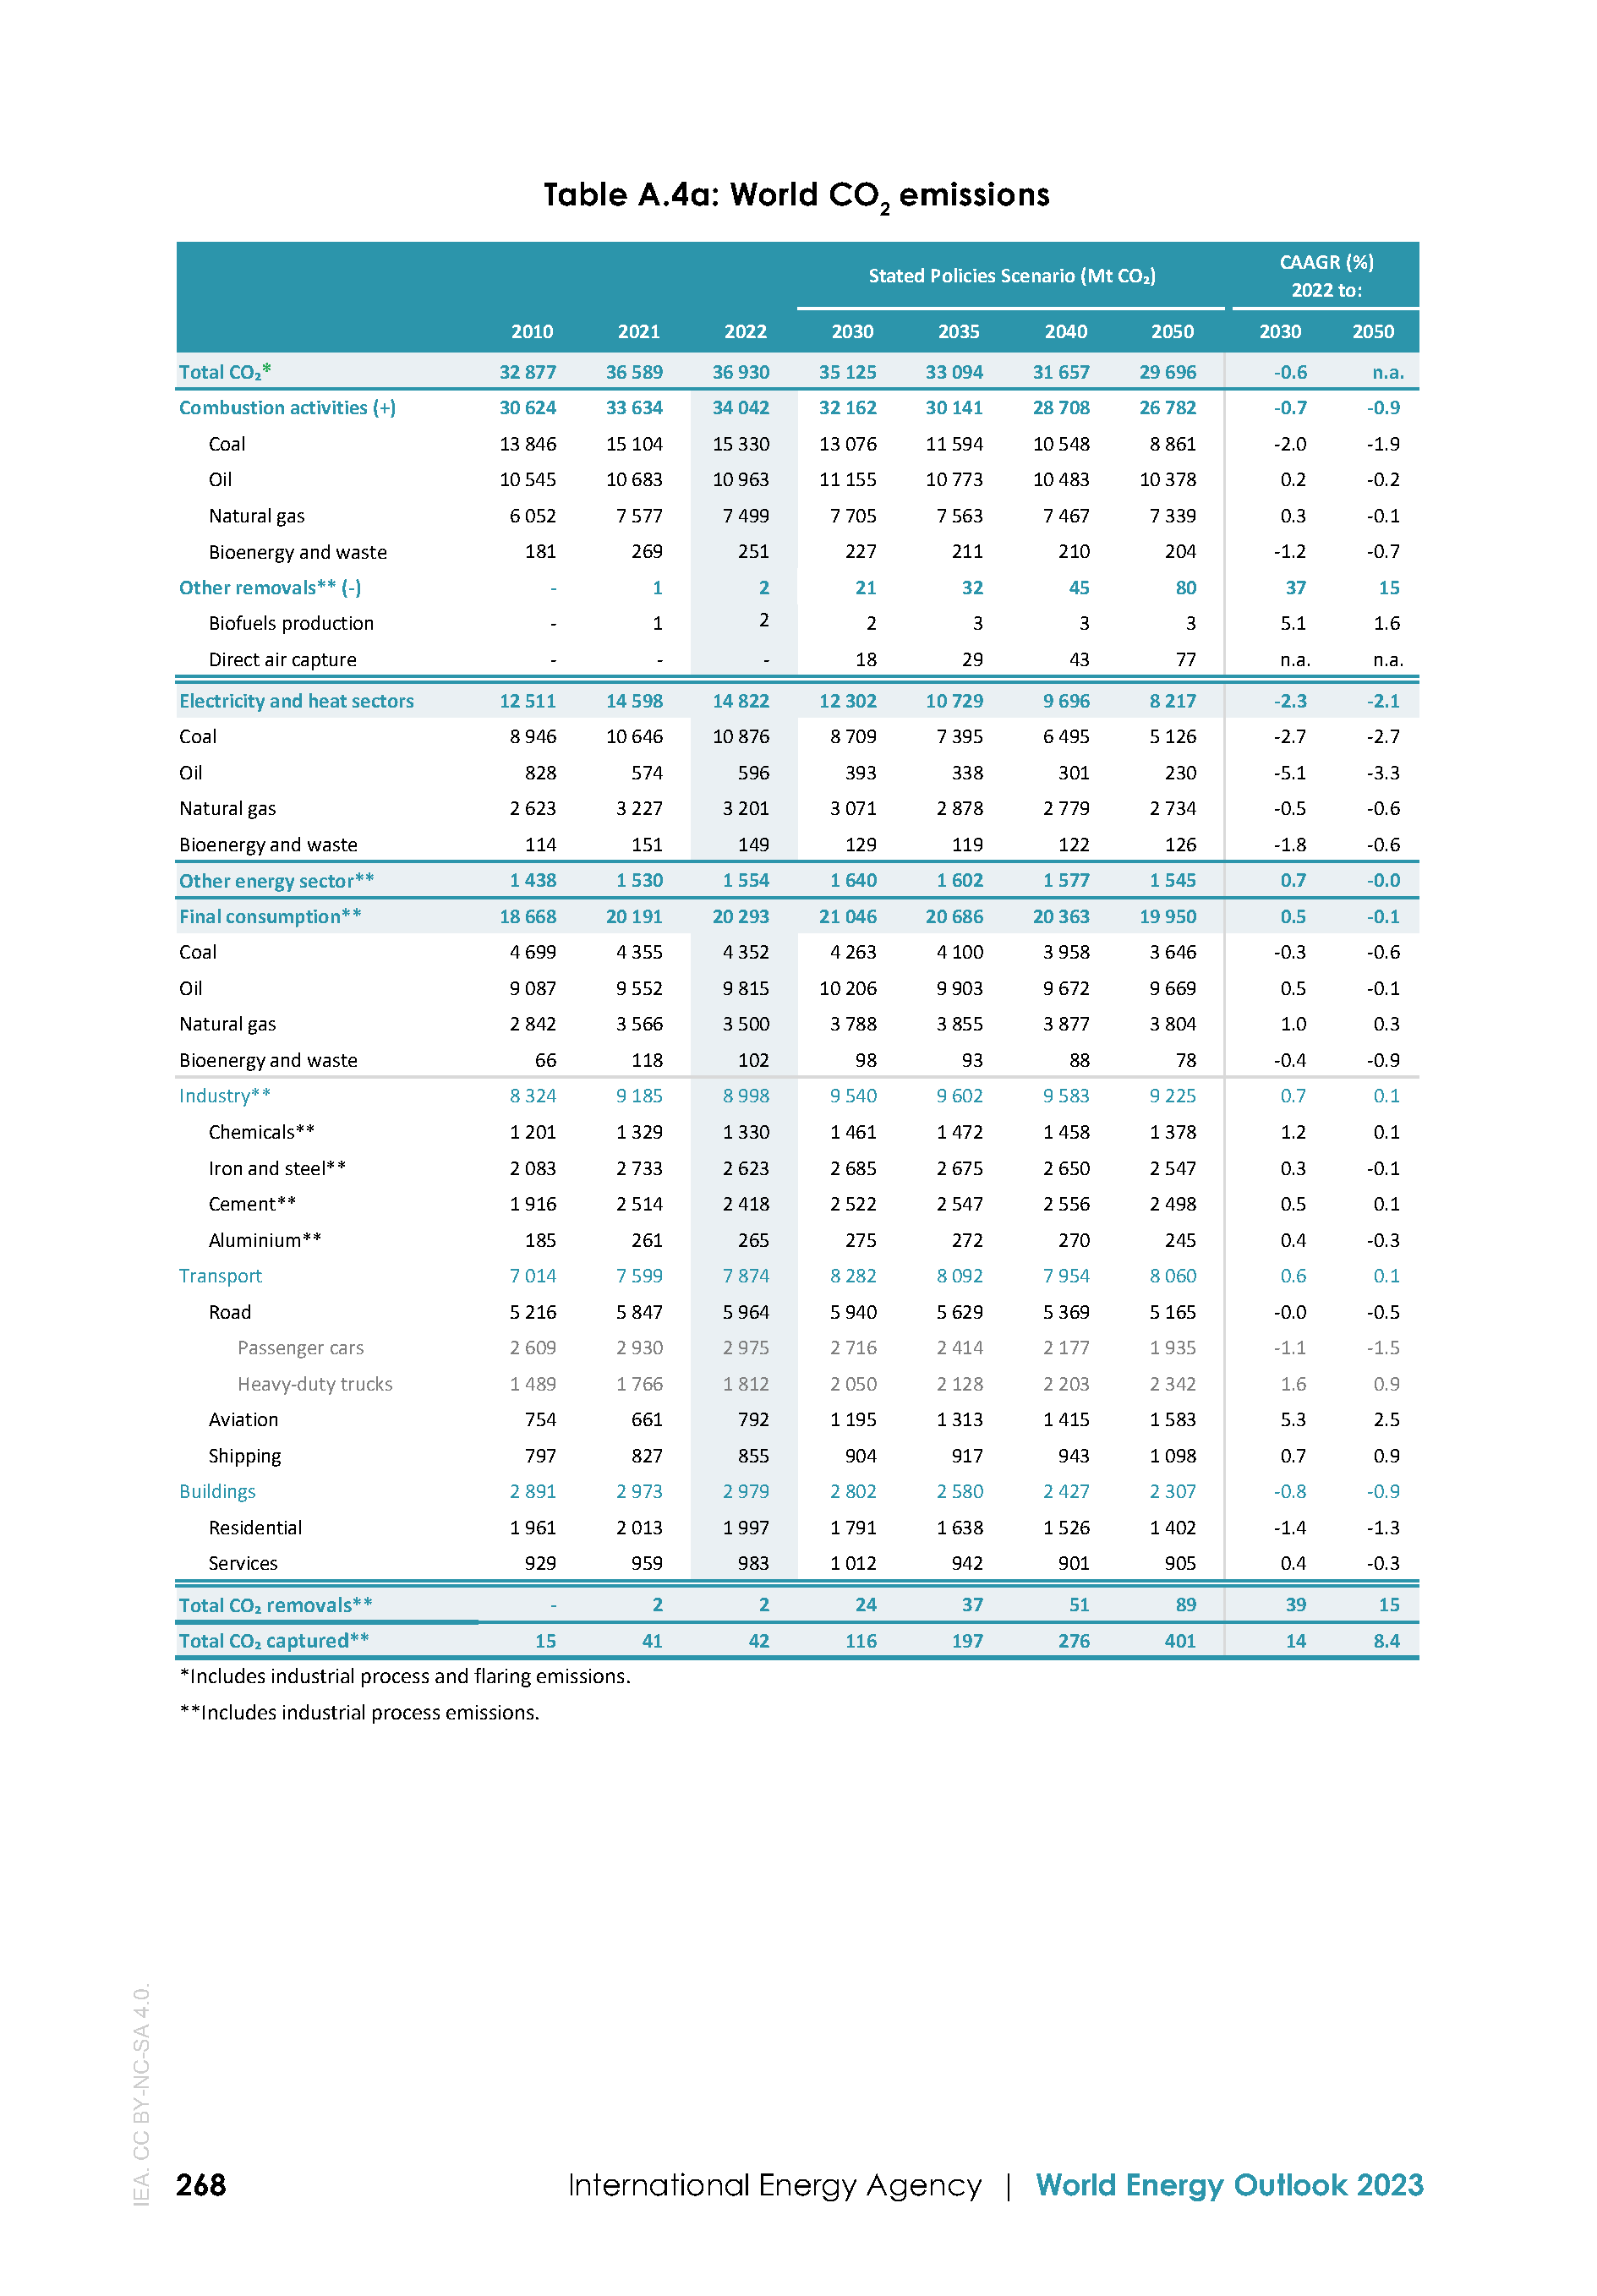 Table A.4a: World CO₂ emissions
Stated Policies Scenario (Mt CO₂) CAAGR (%) 2022 to:
2010 2021 2022 2030 2035 2040 2050 2030 2050
Total CO₂* 32 877 36 589 36 930 35 125 33 094 31 657 29 696 -0.6 n.a.
Combustion activities (+) 30 624 33 634 34 042 32 162 30 141 28 708 26 782 -0.7 -0.9
Coal 13 846 15 104 15 330 13 076 11 594 10 548 8 861 -2.0 -1.9
Oil 10 545 10 683 10 963 11 155 10 773 10 483 10 378 0.2 -0.2
Natural gas 6 052 7 577 7 499 7 705 7 563 7 467 7 339 0.3 -0.1
Bioenergy and waste 181 269 251 227 211 210 204 -1.2 -0.7
Other removals** (-) - 1 2 21 32 45 80 37 15
Biofuels production - 1 2 2 3 3 3 5.1 1.6
Direct air capture - - - 18 29 43 77 n.a. n.a.
Electricity and heat sectors 12 511 14 598 14 822 12 302 10 729 9 696 8 217 -2.3 -2.1
Coal 8 946 10 646 10 876 8 709 7 395 6 495 5 126 -2.7 -2.7
Oil 828 574 596 393 338 301 230 -5.1 -3.3
Natural gas 2 623 3 227 3 201 3 071 2 878 2 779 2 734 -0.5 -0.6
Bioenergy and waste 114 151 149 129 119 122 126 -1.8 -0.6
Other energy sector** 1 438 1 530 1 554 1 640 1 602 1 577 1 545 0.7 -0.0
Final consumption** 18 668 20 191 20 293 21 046 20 686 20 363 19 950 0.5 -0.1
Coal 4 699 4 355 4 352 4 263 4 100 3 958 3 646 -0.3 -0.6
Oil 9 087 9 552 9 815 10 206 9 903 9 672 9 669 0.5 -0.1
Natural gas 2 842 3 566 3 500 3 788 3 855 3 877 3 804 1.0 0.3
Bioenergy and waste 66 118 102 98 93 88 78 -0.4 -0.9
Industry** 8 324 9 185 8 998 9 540 9 602 9 583 9 225 0.7 0.1
Chemicals** 1 201 1 329 1 330 1 461 1 472 1 458 1 378 1.2 0.1
Iron and steel** 2 083 2 733 2 623 2 685 2 675 2 650 2 547 0.3 -0.1
Cement** 1 916 2 514 2 418 2 522 2 547 2 556 2 498 0.5 0.1
Aluminium** 185 261 265 275 272 270 245 0.4 -0.3
Transport 7 014 7 599 7 874 8 282 8 092 7 954 8 060 0.6 0.1
Road 5 216 5 847 5 964 5 940 5 629 5 369 5 165 -0.0 -0.5
Passenger cars 2 609 2 930 2 975 2 716 2 414 2 177 1 935 -1.1 -1.5
Heavy-duty trucks 1 489 1 766 1 812 2 050 2 128 2 203 2 342 1.6 0.9
Aviation 754 661 792 1 195 1 313 1 415 1 583 5.3 2.5
Shipping 797 827 855 904 917 943 1 098 0.7 0.9
Buildings 2 891 2 973 2 979 2 802 2 580 2 427 2 307 -0.8 -0.9
Residential 1 961 2 013 1 997 1 791 1 638 1 526 1 402 -1.4 -1.3
Services 929 959 983 1 012 942 901 905 0.4 -0.3
Total CO₂ removals** - 2 2 24 37 51 89 39 15
Total CO₂ captured** 15 41 42 116 197 276 401 14 8.4
*Includes industrial process and flaring emissions.
**Includes industrial process emissions.
IEA. CC BY-NC-SA 4.0.
268 International Energy Agency | World Energy Outlook 2023